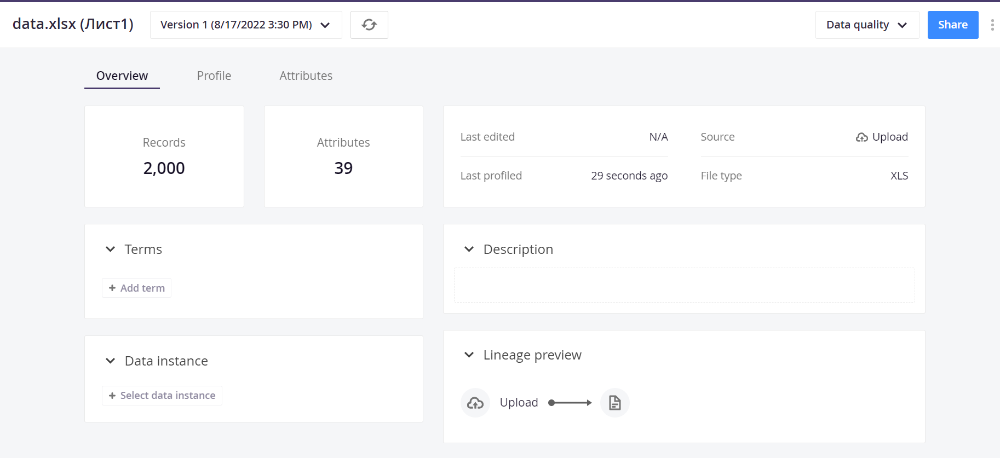 data.xlsx (Лист1)
Version 1 (8/17/2022 3:30 PM)
Data quality
Share
Overview
Profile
Attributes
Records
2,000
Attributes
39
Last edited
N/A
Source
Upload
Last profiled
29 seconds ago
File type
XLS
Terms
+ Add term
Description
Data instance
+ Select data instance
Lineage preview
Upload